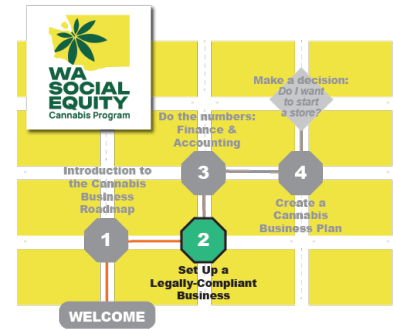 WA
SOCIAL
EQUITY
Cannabis Program
Make a decision:
Do I want
to start
a store?
Do the numbers:
Finance &
Accounting
3
4
Introduction to
the Cannabis
Business
Roadmap
Create a
Cannabis
Business Plan
1
2
Set Up a
Legally-Compliant
Business
WELCOME